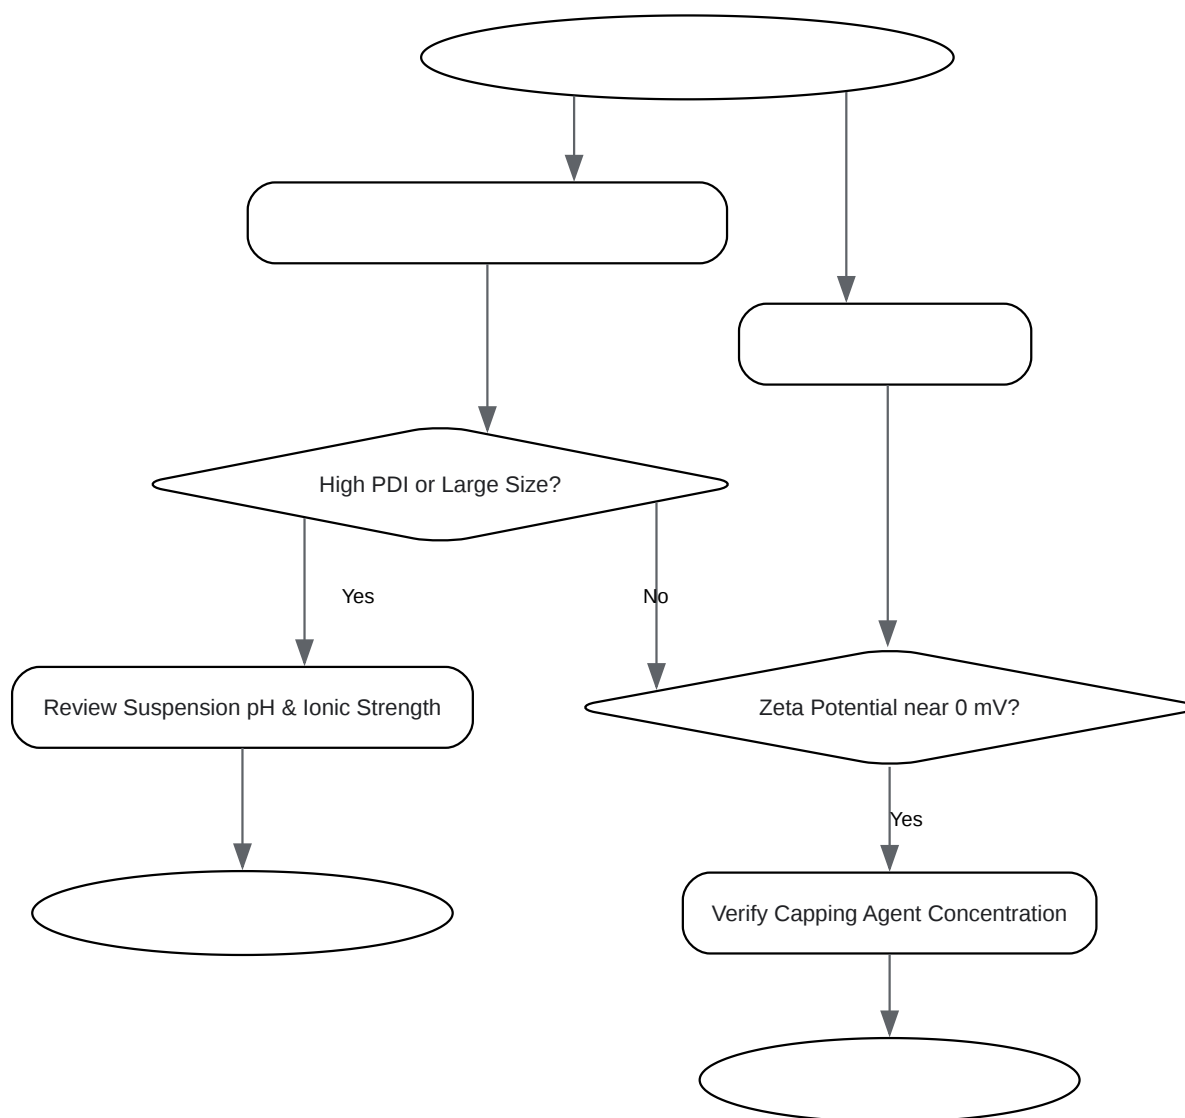 High PDI or Large Size?
Yes
No
Review Suspension pH & Ionic Strength
Zeta Potential near 0 mV?
Yes
Verify Capping Agent Concentration